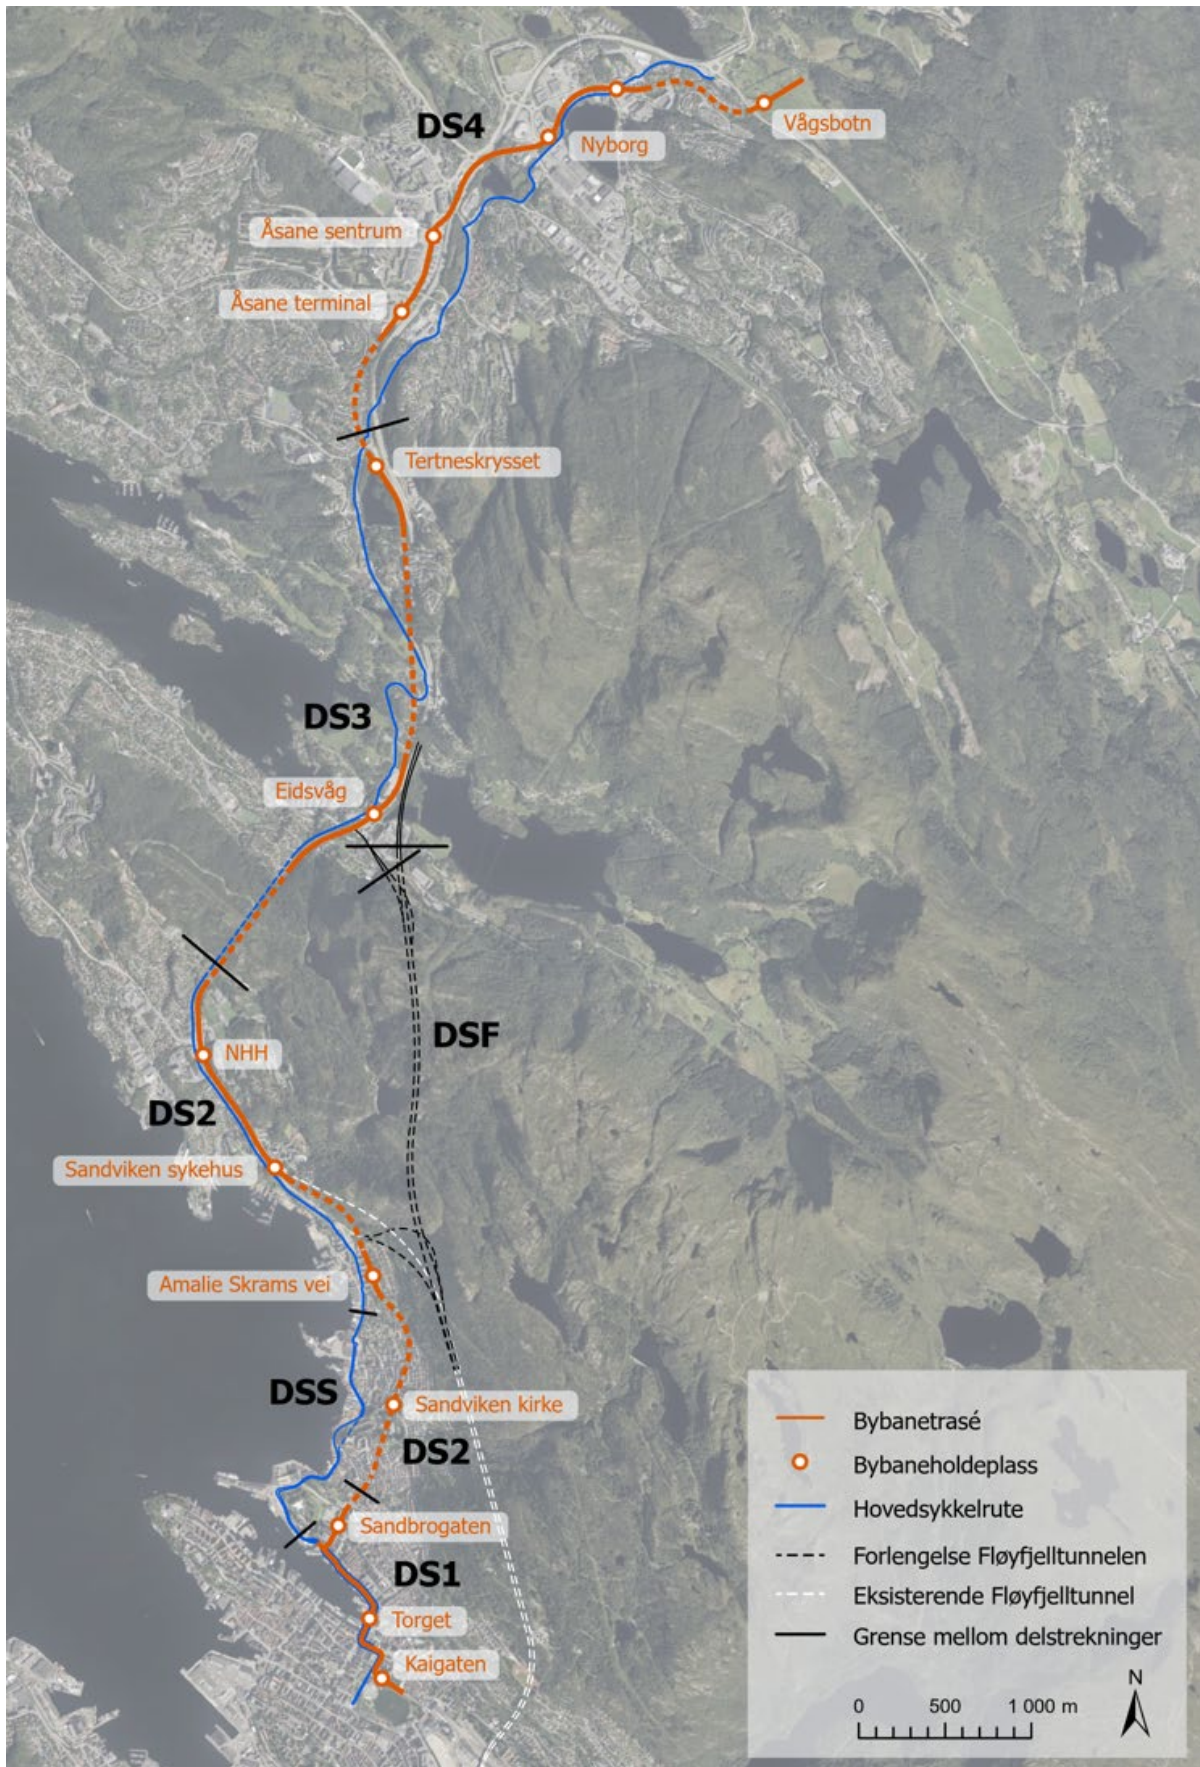 DS4
Vågsbotn
Nyborg
Åsane sentrum
Åsane terminal
Tertneskrysset
DS3
Eidsvåg
DSF
NHH
DS2
Sandviken sykehus
Amalie Skrams vei
DSS
Sandviken kirke
DS2
Sandbrogaten
DS1
Torget
Kaigaten
Bybanetrasé
Bybaneholdeplass
Hovedsykkelrute
Forlengelse Fløyfjelltunnelen
Eksisterende Fløyfjelltunnel
Grense mellom delstrekninger
N
0 500 1 000 m